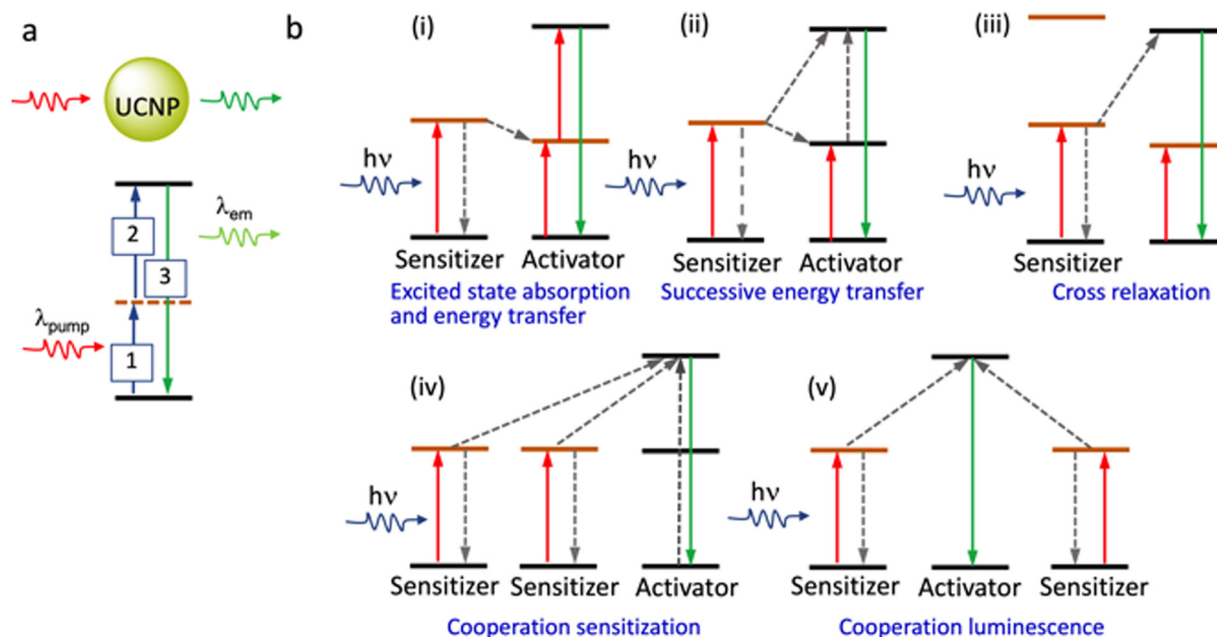 a
UCNP
λem
2
3
λpump
1
b
(i)
hν
Sensitizer Activator
Excited state absorption
and energy transfer
(ii)
hν
Sensitizer Activator
Successive energy transfer
(iii)
hν
Sensitizer
Cross relaxation
(iv)
hν
Sensitizer Sensitizer Activator
Cooperation sensitization
(v)
hν
Sensitizer Activator Sensitizer
Cooperation luminescence